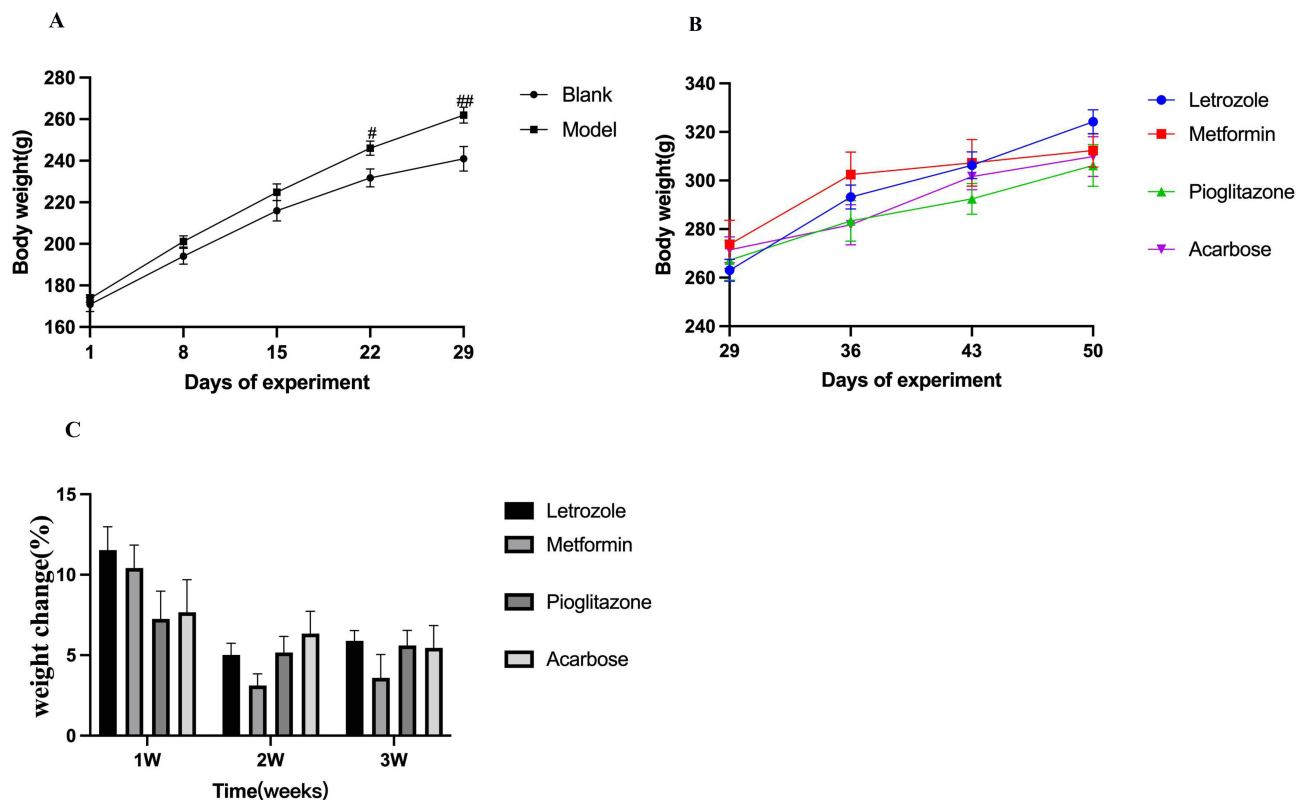 A
280
260
240
220
200
180
160
Body weight(g)
#
##
1 8 15 22 29
Days of experiment
Blank
Model
B
340
320
300
280
260
240
Body weight(g)
29 36 43 50
Days of experiment
Letrozole
Metformin
Pioglitazone
Acarbose
C
15
10
5
0
weight change(%)
1W 2W 3W
Time(weeks)
Letrozole
Metformin
Pioglitazone
Acarbose